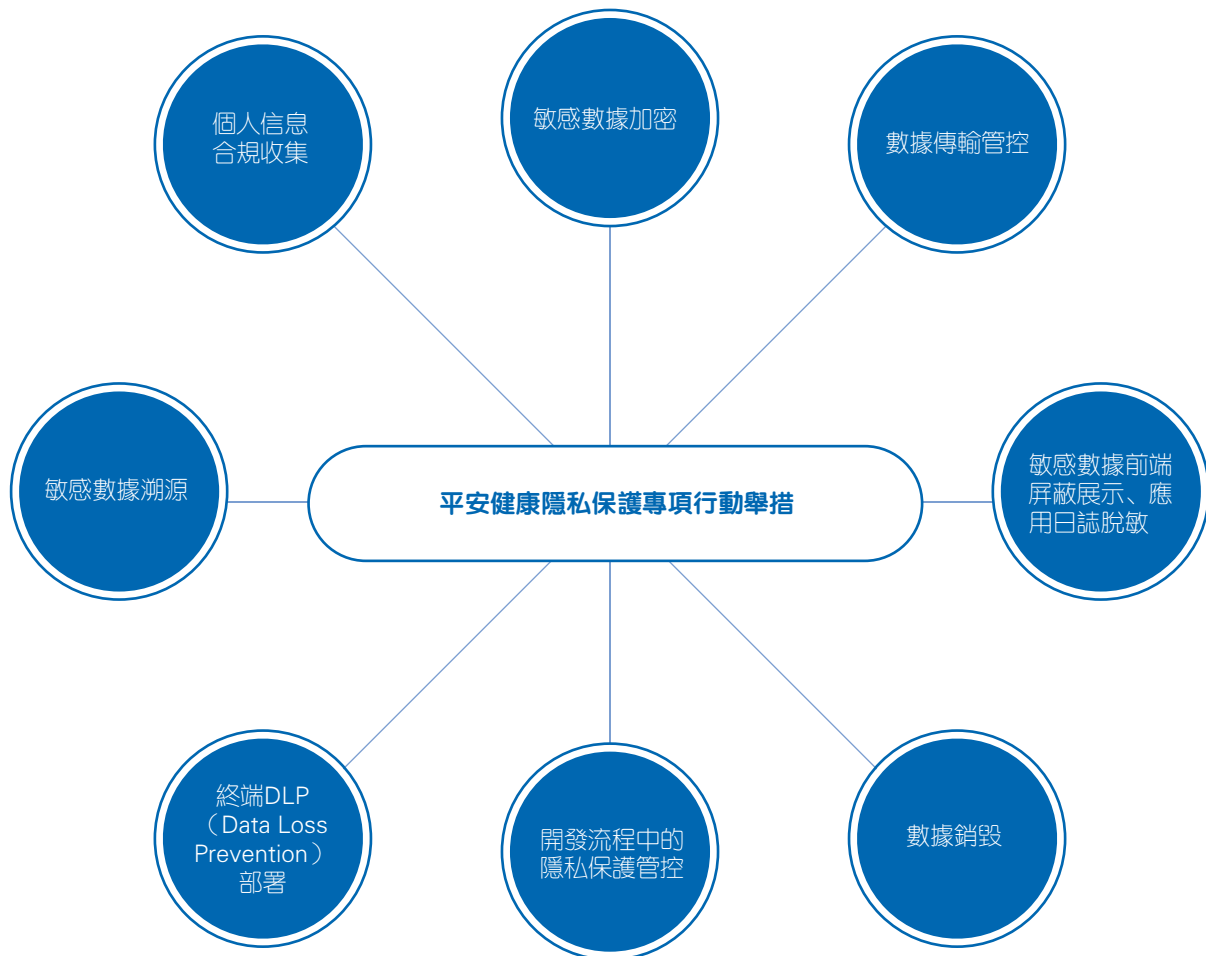 個人信息
合規收集
敏感數據加密
數據傳輸管控
敏感數據溯源
平安健康隱私保護專項行動舉措
敏感數據前端
屏蔽展示、應
用日誌脫敏
終端DLP
（Data Loss
Prevention）
部署
開發流程中的
隱私保護管控
數據銷毀